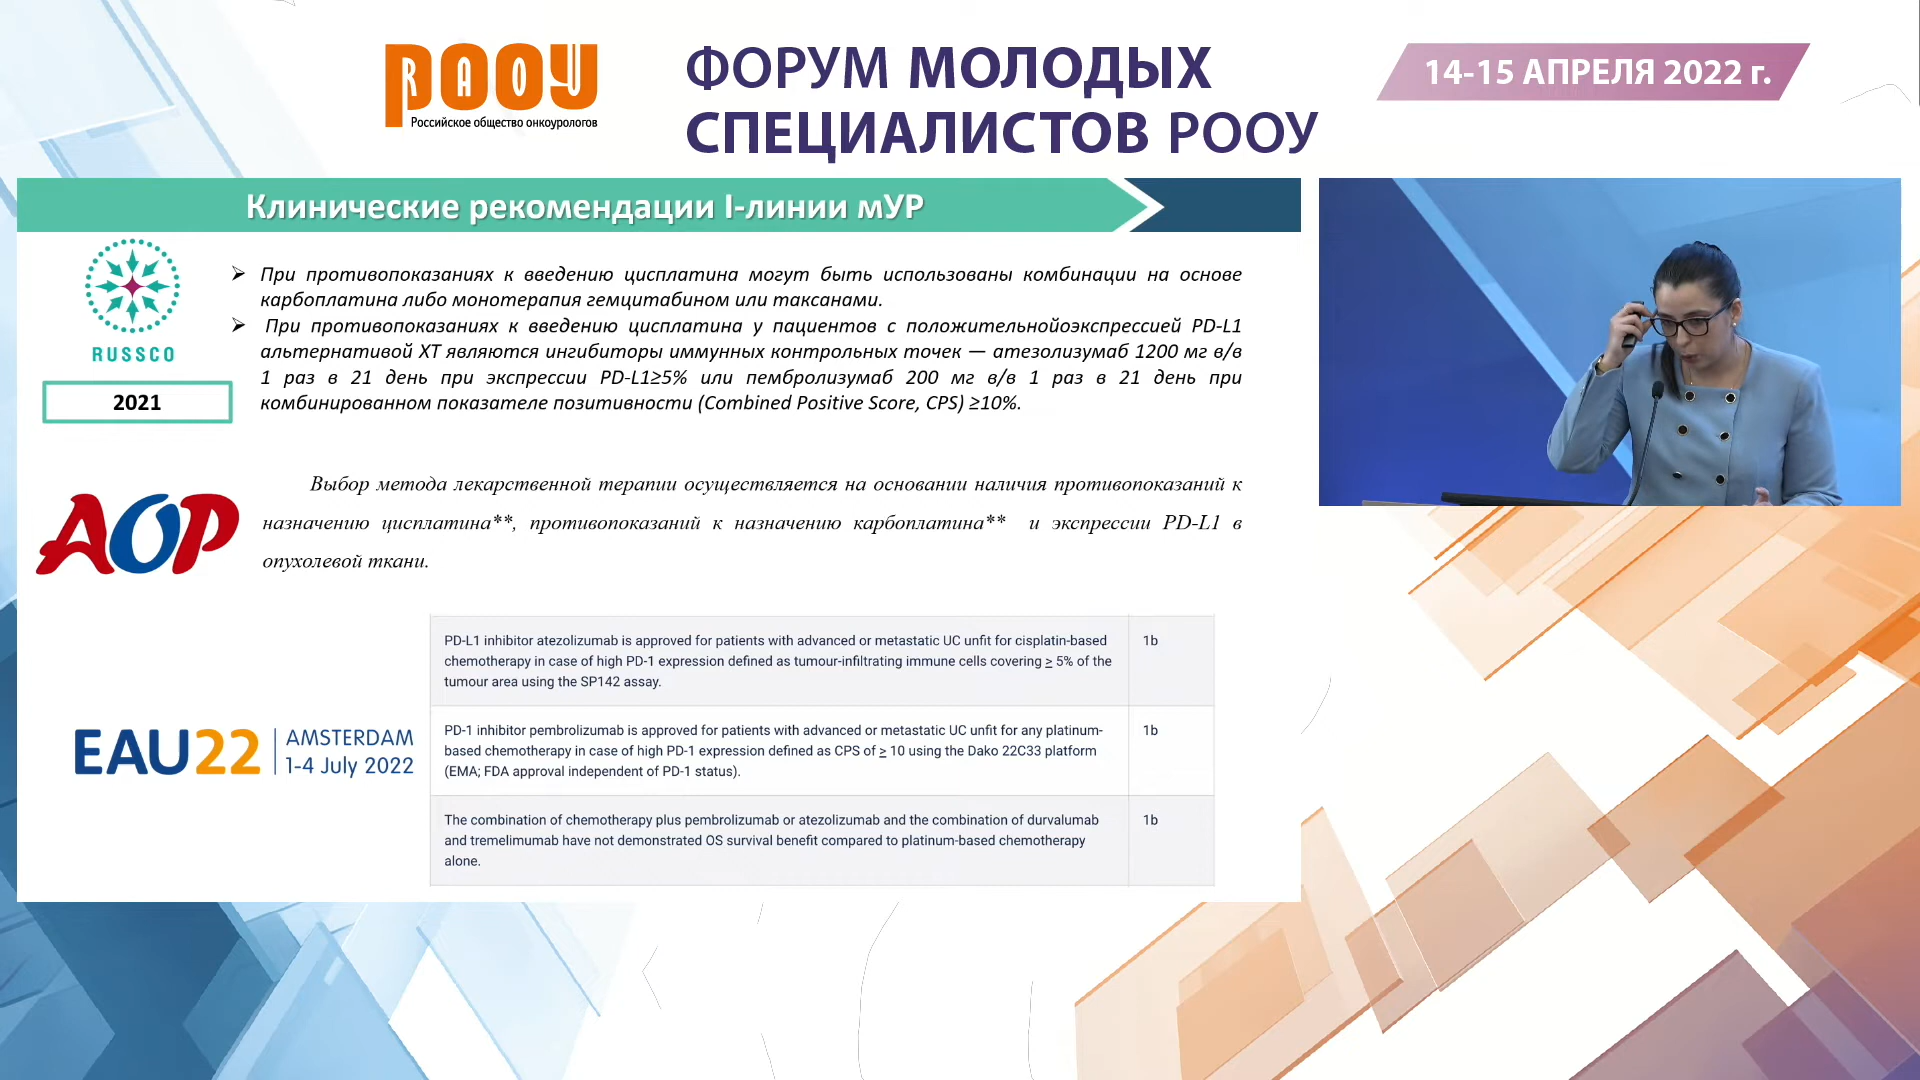 РООУ
RAOU
Российское общество онкоурологов
ФОРУМ МОЛОДЫХ
СПЕЦИАЛИСТОВ РООУ
14-15 АПРЕЛЯ 2022 г.
Клинические рекомендации I-линии мУР
RUSSCO
2021
➢ При противопоказаниях к введению цисплатина могут быть использованы комбинации на основе
карбоплатина либо монотерапия гемцитабином или таксанами.
➢ При противопоказаниях к введению цисплатина у пациентов с положительнойэкспрессией PD-L1
альтернативой ХТ являются ингибиторы иммунных контрольных точек — атезолизумаб 1200 мг в/в
1 раз в 21 день при экспрессии PD-L1≥5% или пембролизумаб 200 мг в/в 1 раз в 21 день при
комбинированном показателе позитивности (Combined Positive Score, CPS) ≥10%.
АОР
Выбор метода лекарственной терапии осуществляется на основании наличия противопоказаний к
назначению цисплатина**, противопоказаний к назначению карбоплатина** и экспрессии PD-L1 в
опухолевой ткани.
EAU22
AMSTERDAM
1-4 July 2022
PD-L1 inhibitor atezolizumab is approved for patients with advanced or metastatic UC unfit for cisplatin-based
chemotherapy in case of high PD-1 expression defined as tumour-infiltrating immune cells covering ≥ 5% of the
tumour area using the SP142 assay.
1b
PD-1 inhibitor pembrolizumab is approved for patients with advanced or metastatic UC unfit for any platinum-
based chemotherapy in case of high PD-1 expression defined as CPS of ≥ 10 using the Dako 22C33 platform
(EMA; FDA approval independent of PD-1 status).
1b
The combination of chemotherapy plus pembrolizumab or atezolizumab and the combination of durvalumab
and tremelimumab have not demonstrated OS survival benefit compared to platinum-based chemotherapy
alone.
1b